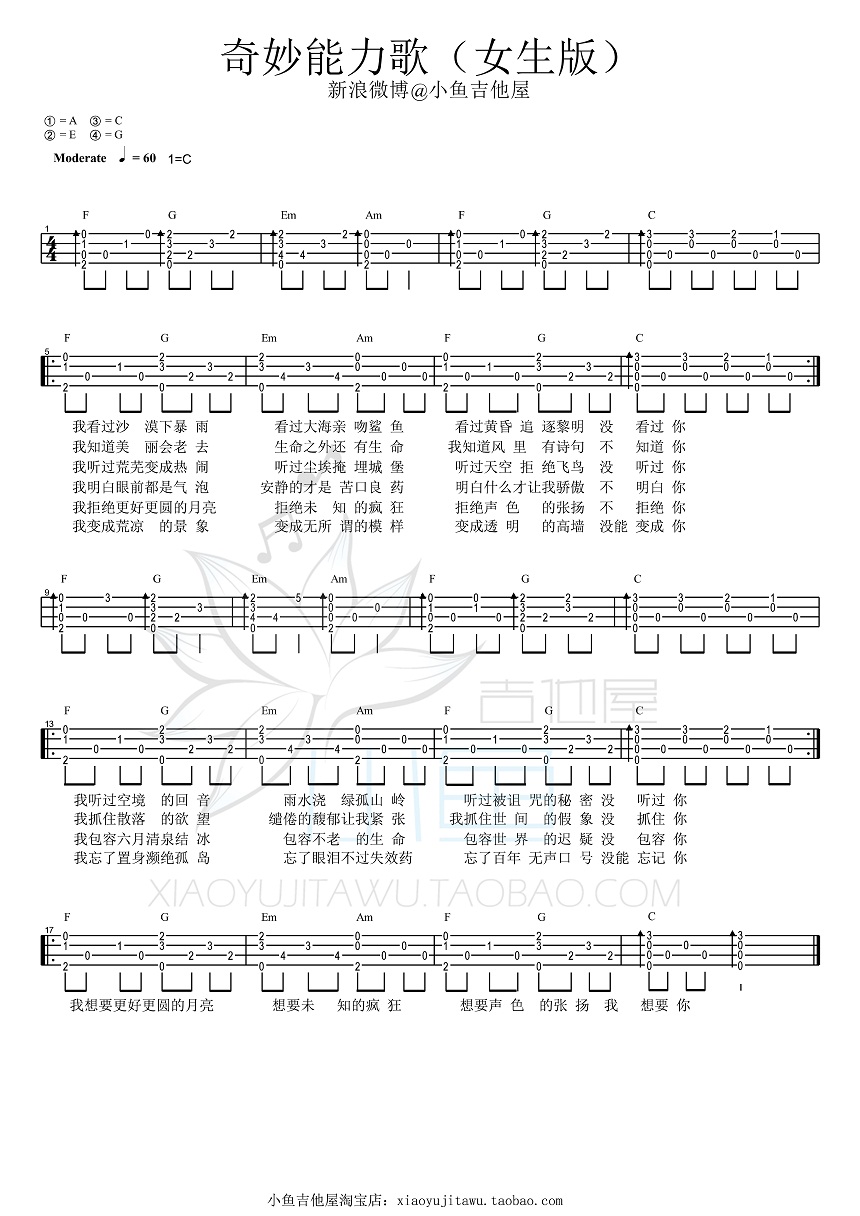 奇妙能力歌（女生版）
新浪微博@小鱼吉他屋
①=A ③=C
②=E ④=G
Moderate ♩=60 1=C
F G Em Am F G C
F G Em Am F G C
我看过沙 漠下暴 雨 看过大海亲 吻鲨 鱼 看过黄昏 追 逐黎明 没 看过 你
我知道美 丽会老 去 生命之外还 有生 命 我知道风 里 有诗句 不 知道 你
我听过荒芜变成热 闹 听过尘埃掩 埋城 堡 听过天空 拒 绝飞鸟 没 听过 你
我明白眼前都是气 泡 安静的才是 苦口良 药 明白什么才让我骄傲 不 明白 你
我拒绝更好更圆的月亮 拒绝未 知的疯 狂 拒绝声 色 的张扬 不 拒绝 你
我变成荒凉 的景 象 变成无所 谓的模 样 变成透 明 的高墙 没能 变成 你
F G Em Am F G C
F G Em Am F G C
我听过空境 的回 音 雨水浇 绿孤山 岭 听过被诅 咒的秘 密 没 听过 你
我抓住散落 的欲 望 缱倦的馥郁让我紧 张 我抓住世 间 的假 象 没 抓住 你
我包容六月清泉结 冰 包容不老 的生 命 包容世 界 的迟 疑 没 包容 你
我忘了置身濒绝孤 岛 忘了眼泪不过失效药 忘了百年 无声口 号 没能 忘记 你
吉他屋
小鱼
XIAOYUJITAWU.TAOBAO.COM
F G Em Am F G C
我想要更好更圆的月亮 想要未 知的疯 狂 想要声 色 的张 扬 我 想要 你
小鱼吉他屋淘宝店：xiaoyujitawu.taobao.com